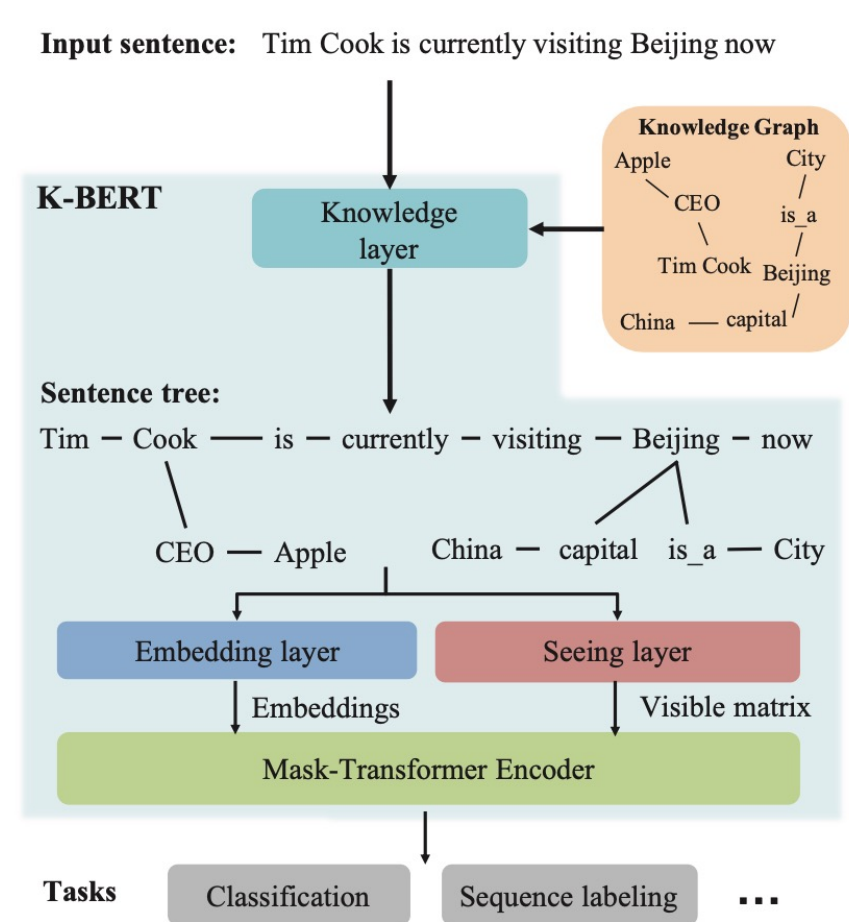 Input sentence: Tim Cook is currently visiting Beijing now
Knowledge Graph
Apple City
CEO is_a
Tim Cook Beijing
China capital
K-BERT
Knowledge
layer
Sentence tree:
Tim Cook is currently visiting Beijing now
CEO Apple China capital is_a City
Embedding layer Seeing layer
Embeddings Visible matrix
Mask-Transformer Encoder
Tasks Classification Sequence labeling ...